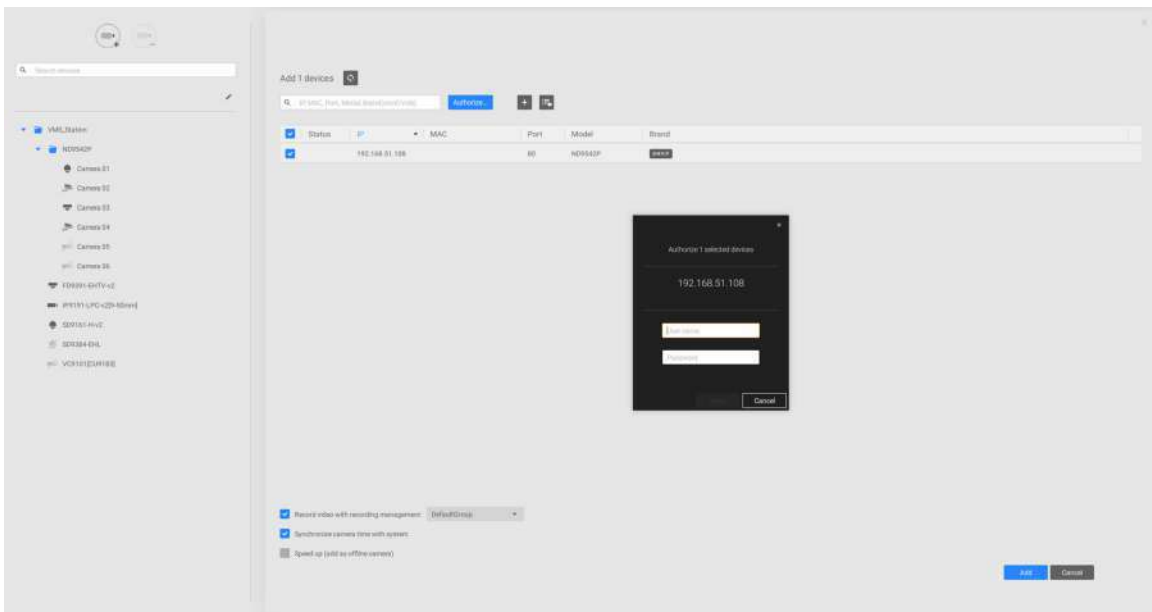 Search devices
Add 1 devices
Authorize...
Status IP MAC Port Model Brand
192.168.51.108 80 ND9542P
VMS_Station
ND9542P
Camera 01
Camera 02
Camera 03
Camera 04
Camera 05
Camera 06
FD9391-EHTV-v2
SD9161-H-v2
SD9384-EHL
Authorize 1 selected devices
192.168.51.108
User name
Password
Cancel
Record video with recording management DefaultGroup
Synchronize camera time with system
Speed up (add as offline camera)
Add Cancel